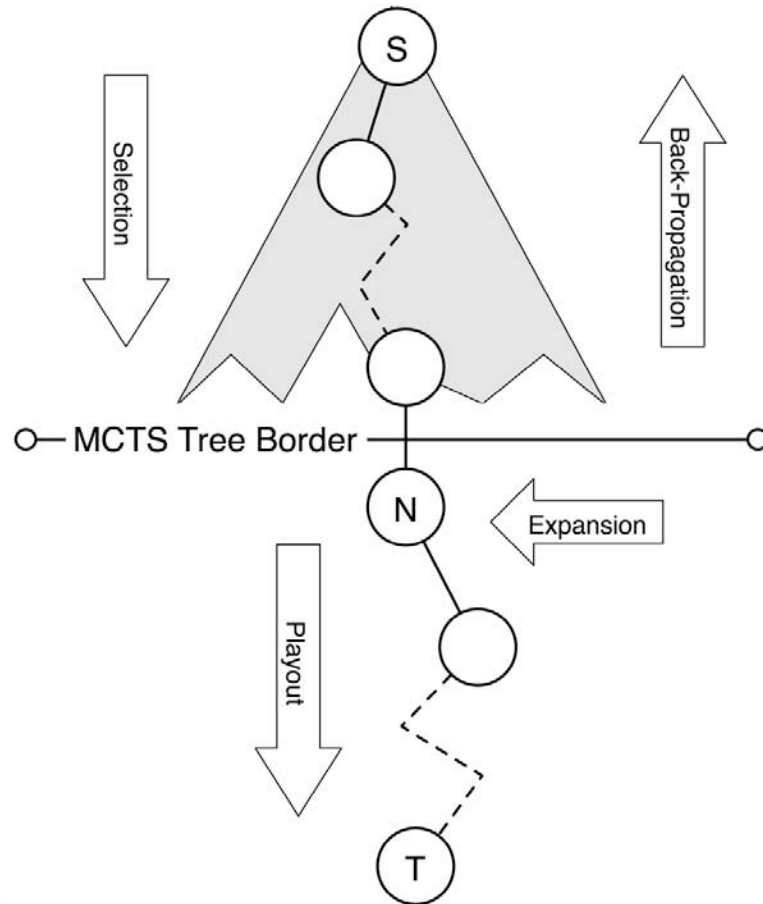 S
Selection
Back-Propagation
MCTS Tree Border
N
Expansion
Playout
T